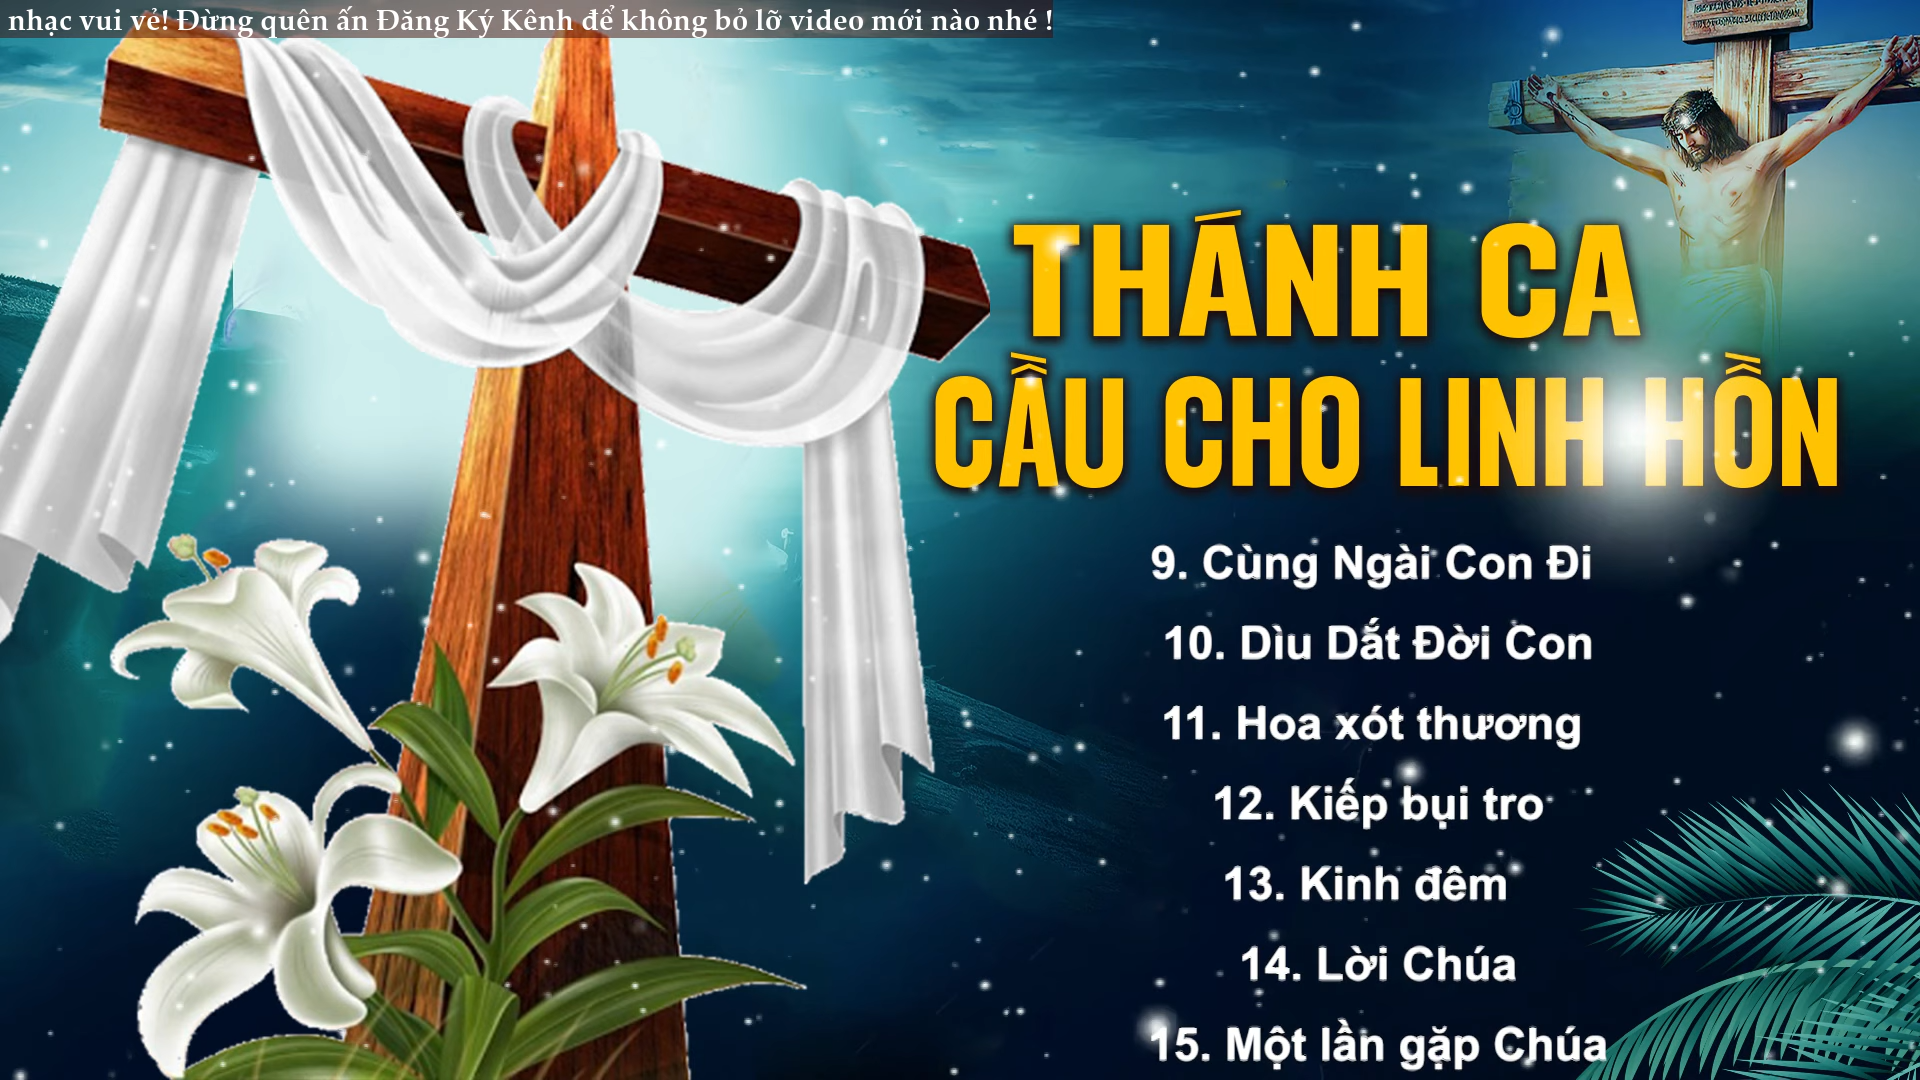 nhạc vui vẻ! Đừng quên ấn Đăng Ký Kênh để không bỏ lỡ video mới nào nhé !
THÁNH CA
CẦU CHO LINH HỒN
9. Cùng Ngài Con Đi
10. Dìu Dắt Đời Con
11. Hoa xót thương
12. Kiếp bụi tro
13. Kinh đêm
14. Lời Chúa
15. Một lần gặp Chúa